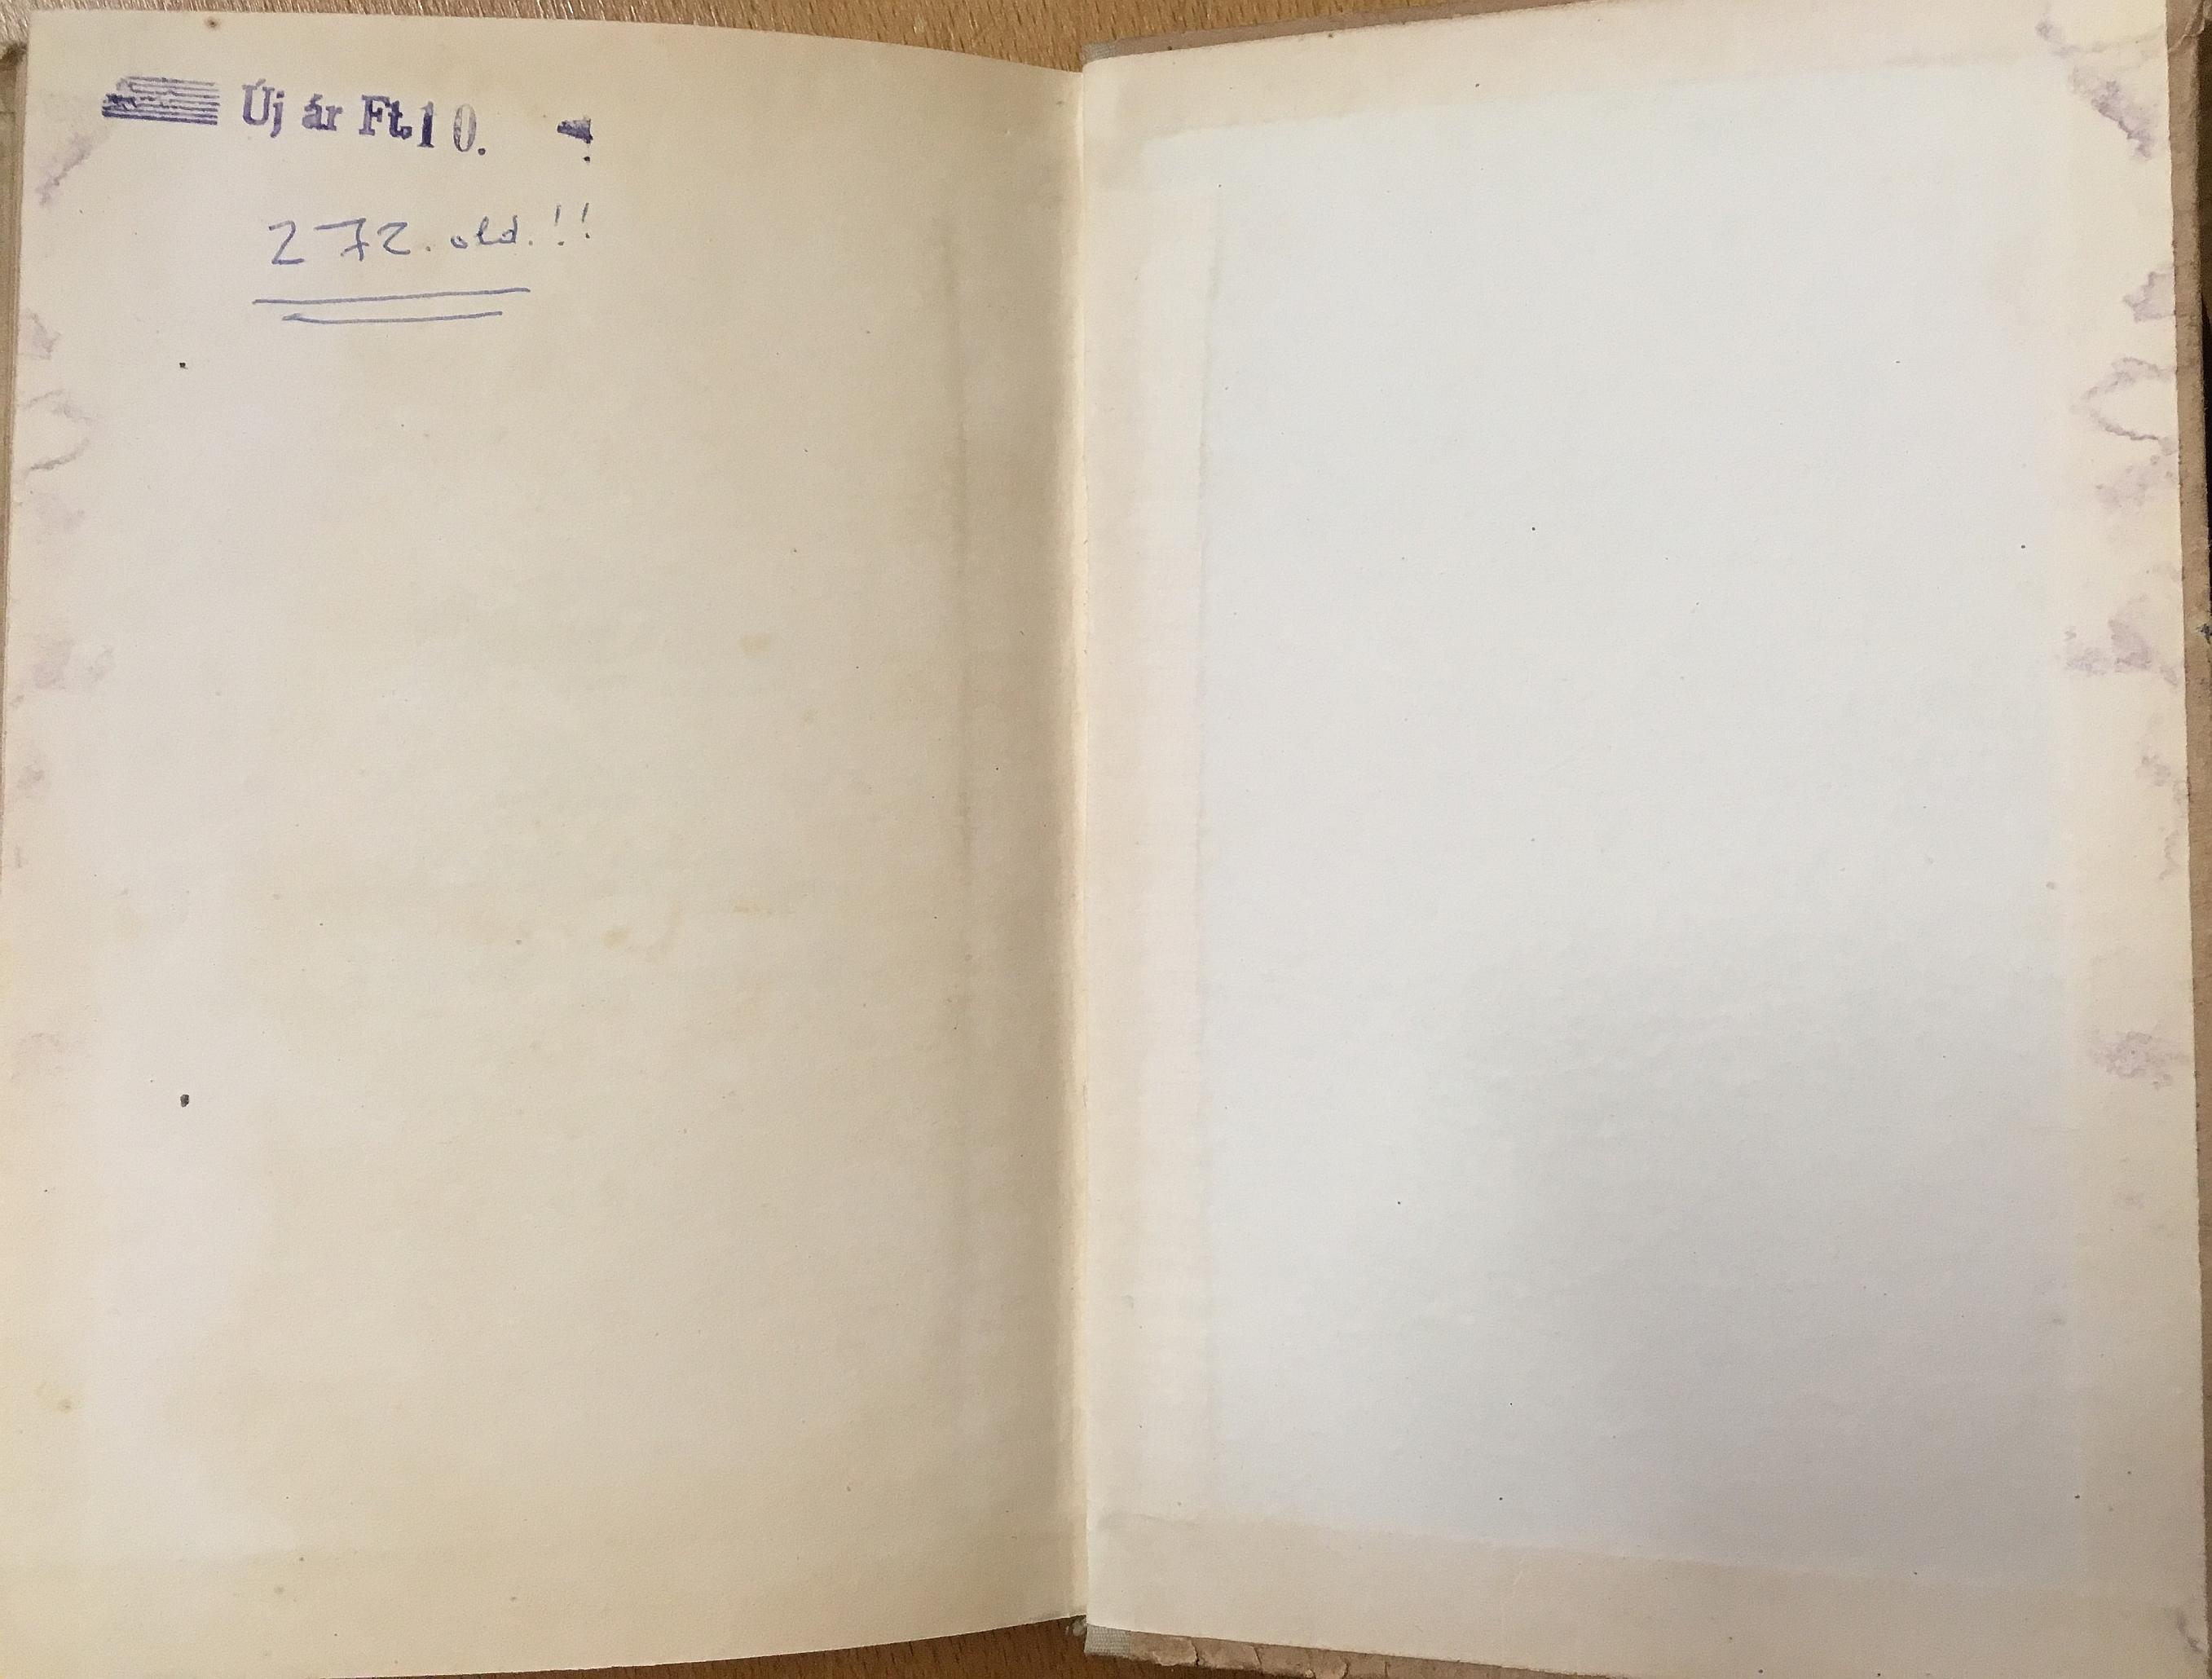 Új ár Ft. 10.
272. old.!!